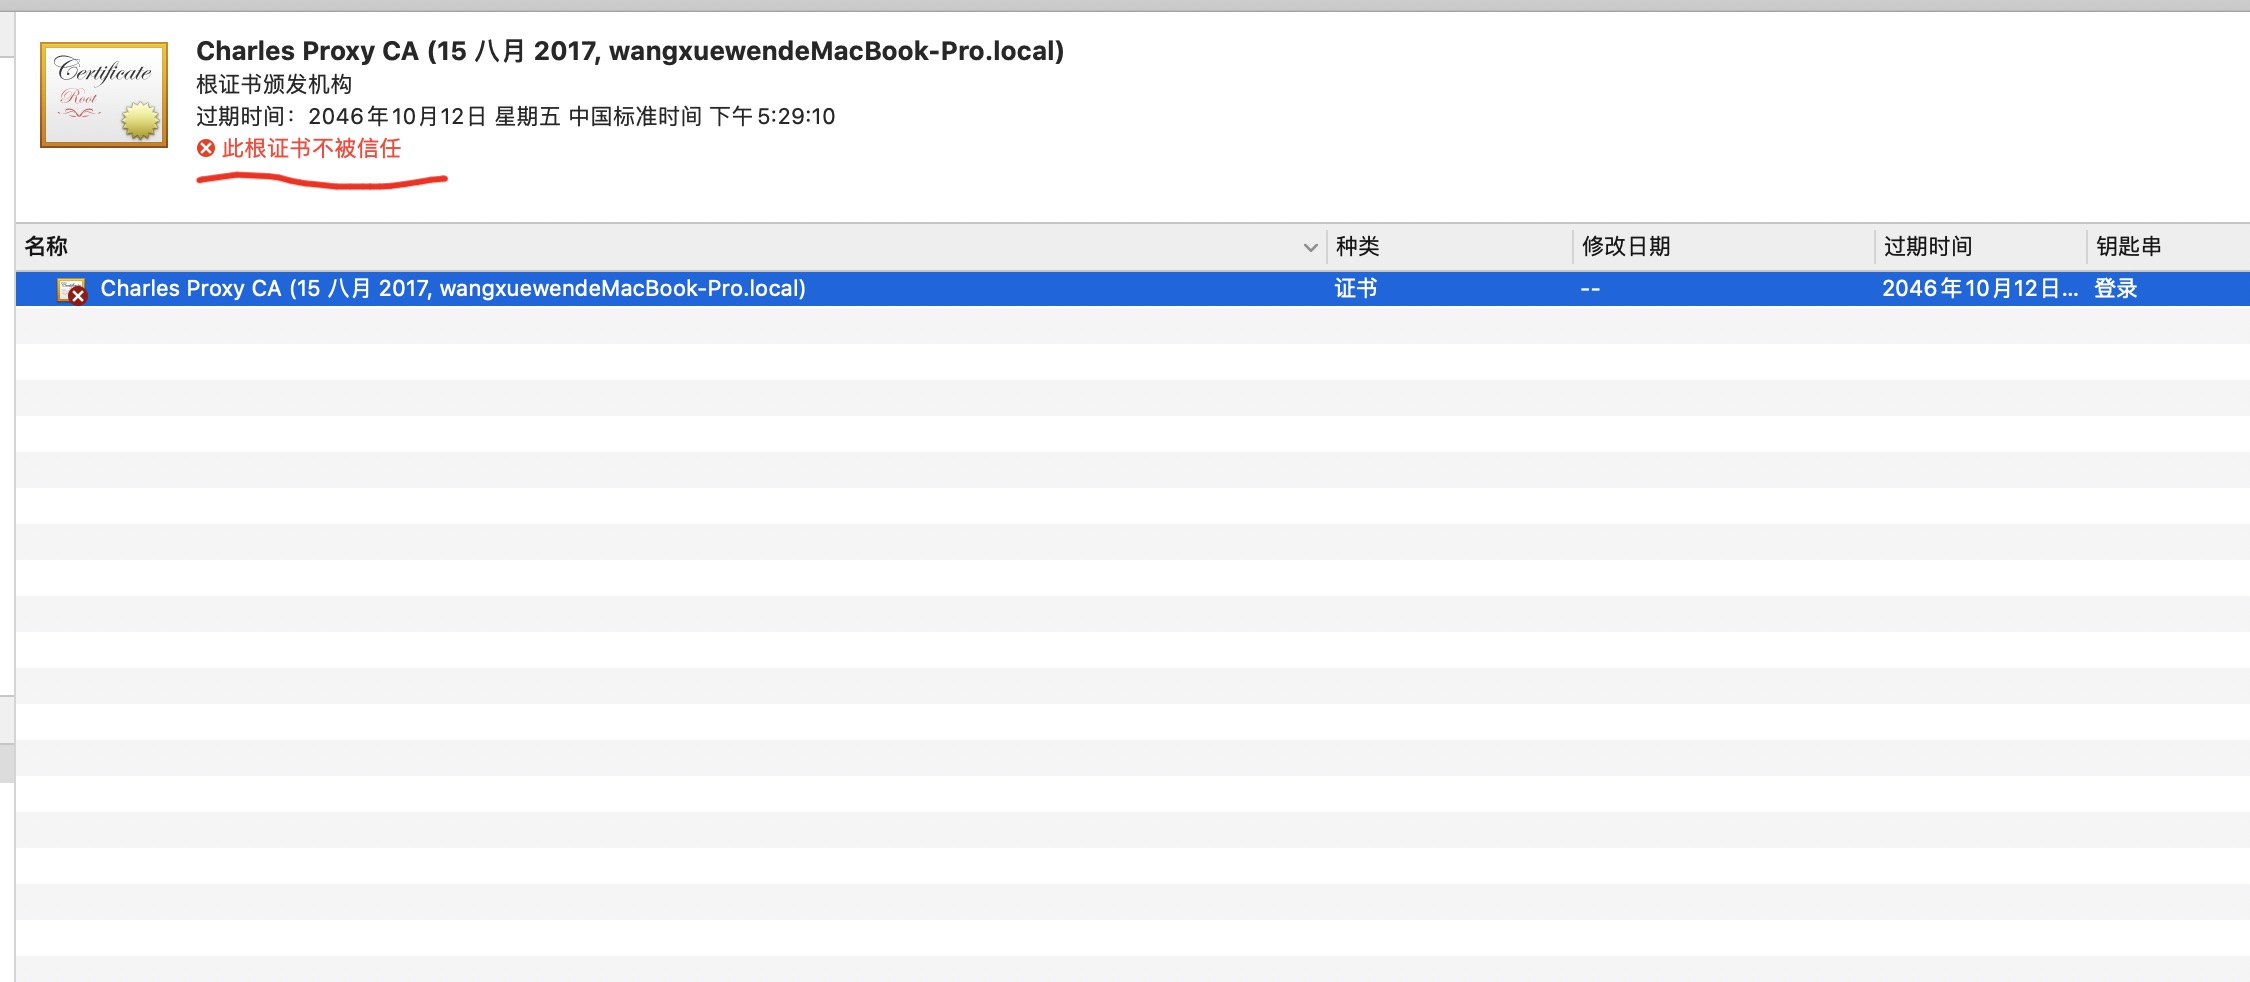 Certificate
Root
Charles Proxy CA (15 八月 2017, wangxuewendeMacBook-Pro.local)
根证书颁发机构
过期时间：2046年10月12日 星期五 中国标准时间 下午5:29:10
此根证书不被信任
名称 种类 修改日期 过期时间 钥匙串
Charles Proxy CA (15 八月 2017, wangxuewendeMacBook-Pro.local) 证书 -- 2046年10月12日... 登录